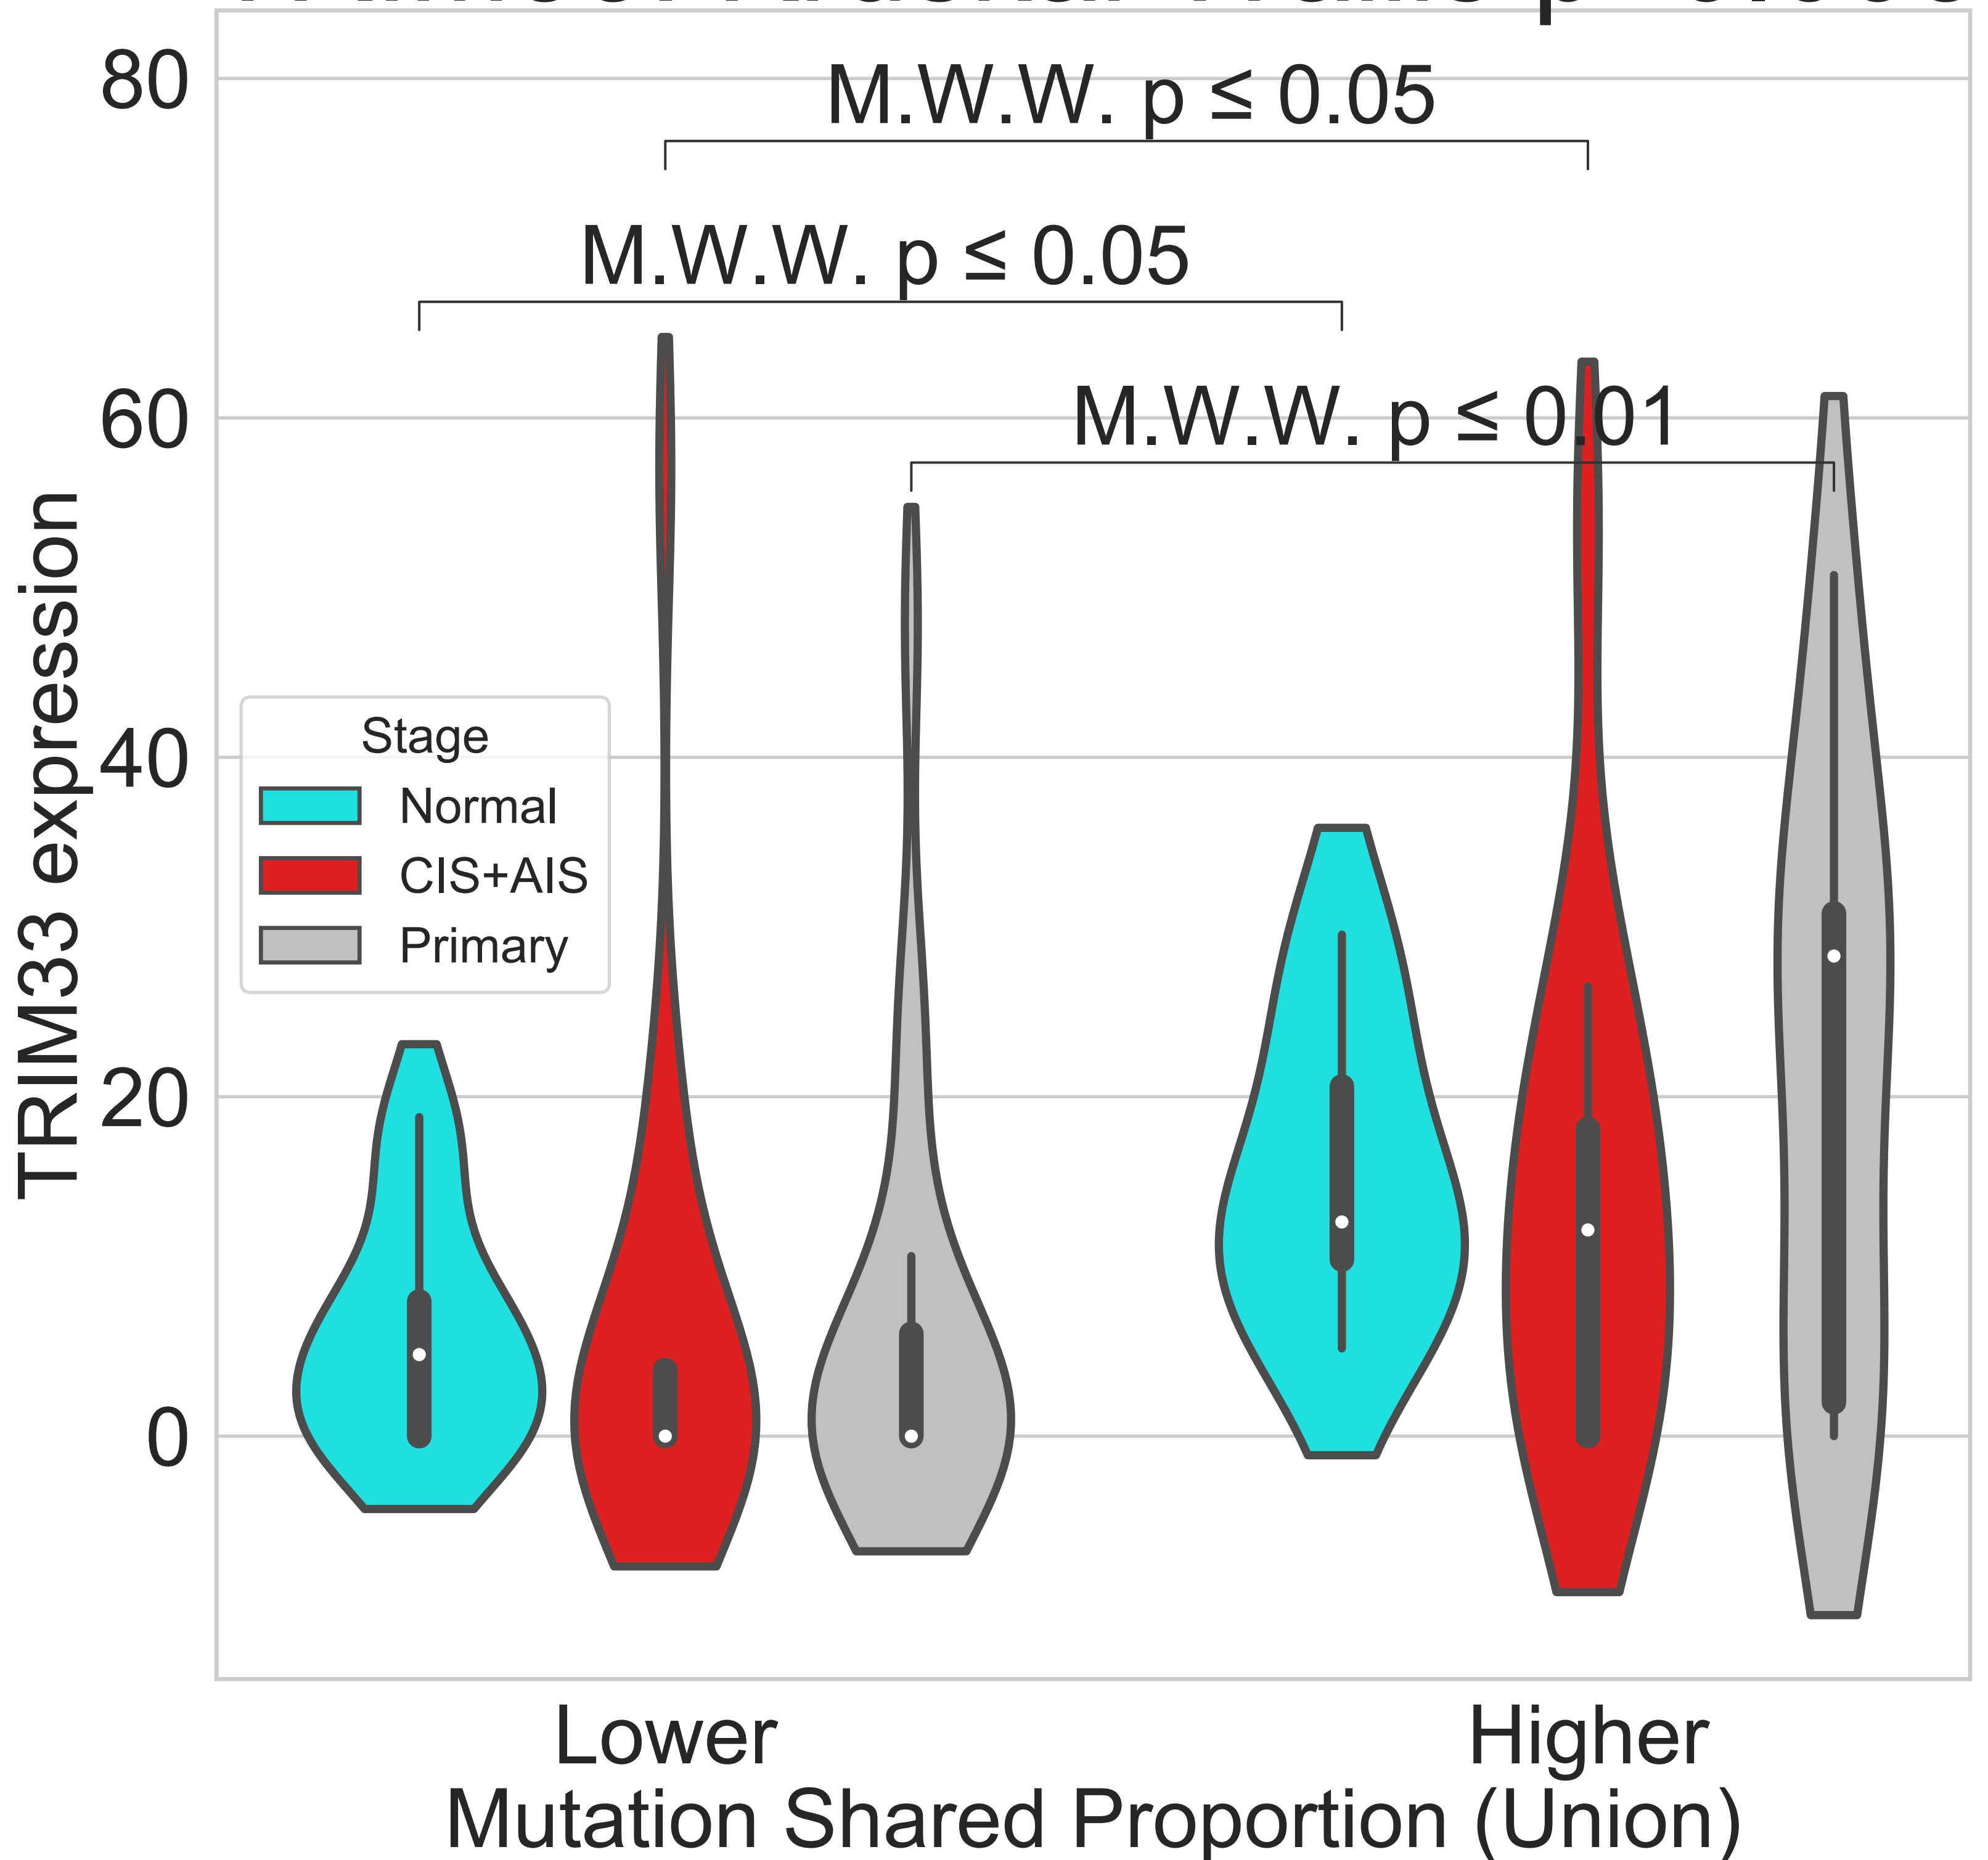 80
M.W.W. p ≤ 0.05
M.W.W. p ≤ 0.05
60
M.W.W. p ≤ 0.01
TRIM33 expression
40
Stage
Normal
CIS+AIS
Primary
20
0
Lower
Higher
Mutation Shared Proportion (Union)